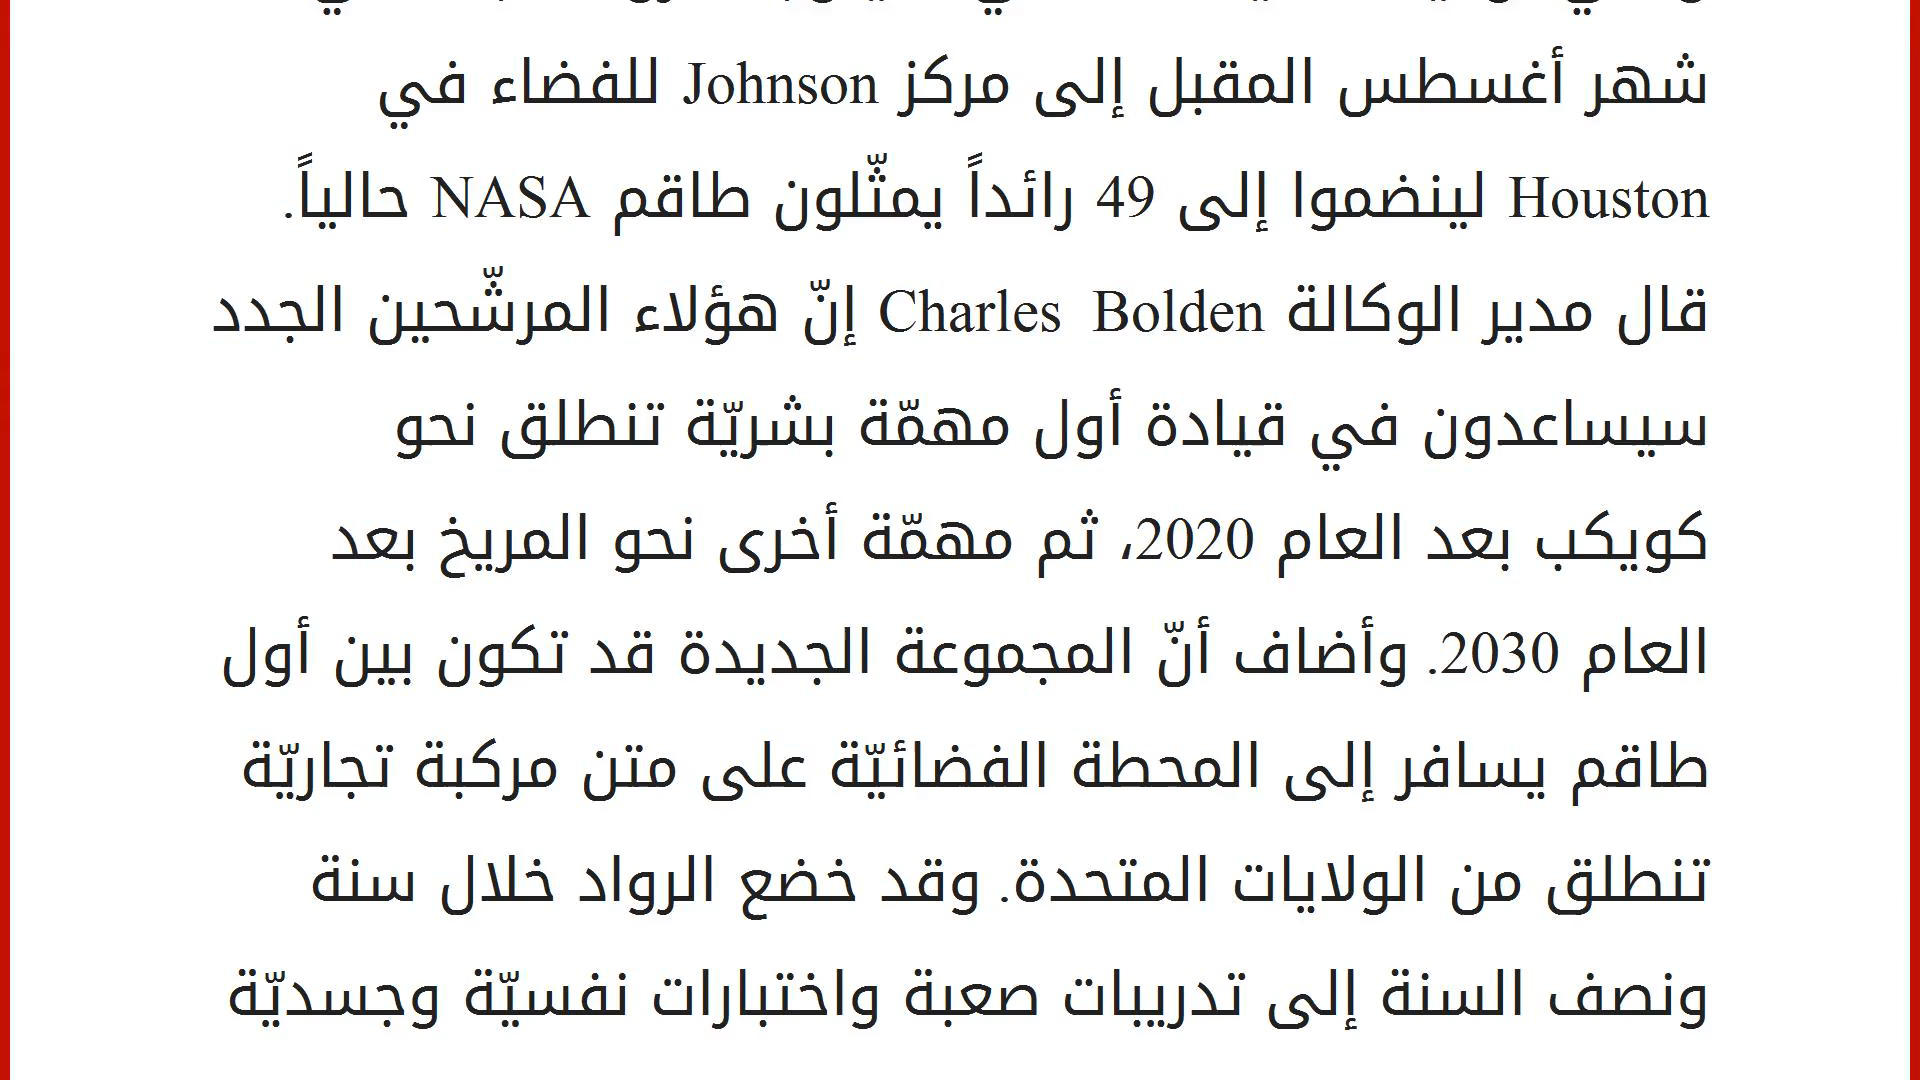 شهر أغسطس المقبل إلى مركز Johnson للفضاء في
Houston لينضموا إلى 49 رائداً يمثّلون طاقم NASA حالياً.
قال مدير الوكالة Charles Bolden إنّ هؤلاء المرشّحين الجدد
سيساعدون في قيادة أول مهمّة بشريّة تنطلق نحو
كويكب بعد العام 2020، ثم مهمّة أخرى نحو المريخ بعد
العام 2030. وأضاف أنّ المجموعة الجديدة قد تكون بين أول
طاقم يسافر إلى المحطة الفضائيّة على متن مركبة تجاريّة
تنطلق من الولايات المتحدة. وقد خضع الرواد خلال سنة
ونصف السنة إلى تدريبات صعبة واختبارات نفسيّة وجسديّة